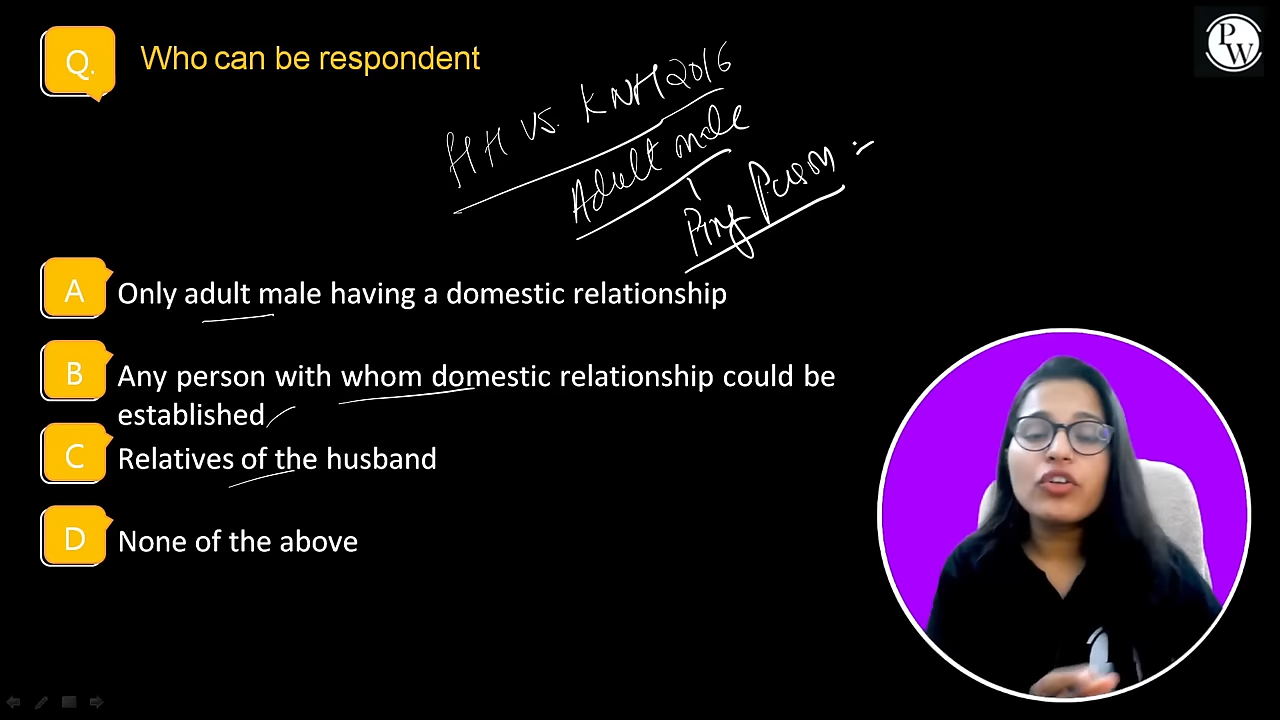 Q.
Who can be respondent
PW
HH vs. KNH 2016
Adult male
Any Person :-
A
Only adult male having a domestic relationship
B
Any person with whom domestic relationship could be
established
C
Relatives of the husband
D
None of the above